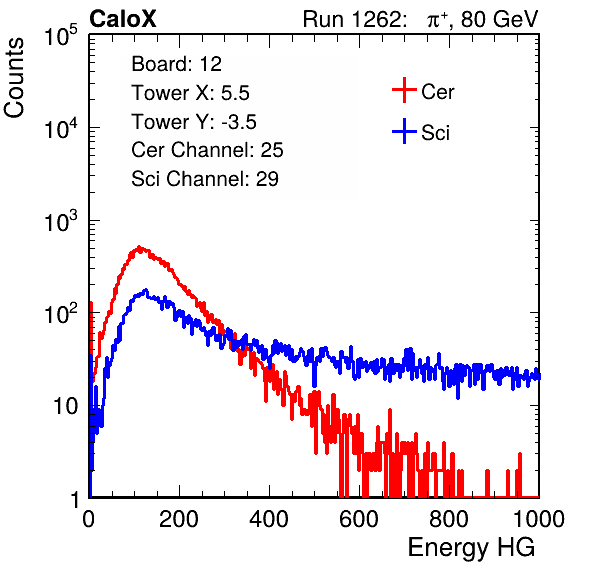 CaloX Run 1262: π⁺, 80 GeV
Counts
10⁵
10⁴
10³
10²
10
1
Board: 12
Tower X: 5.5
Tower Y: -3.5
Cer Channel: 25
Sci Channel: 29
Cer
Sci
0 200 400 600 800 1000
Energy HG